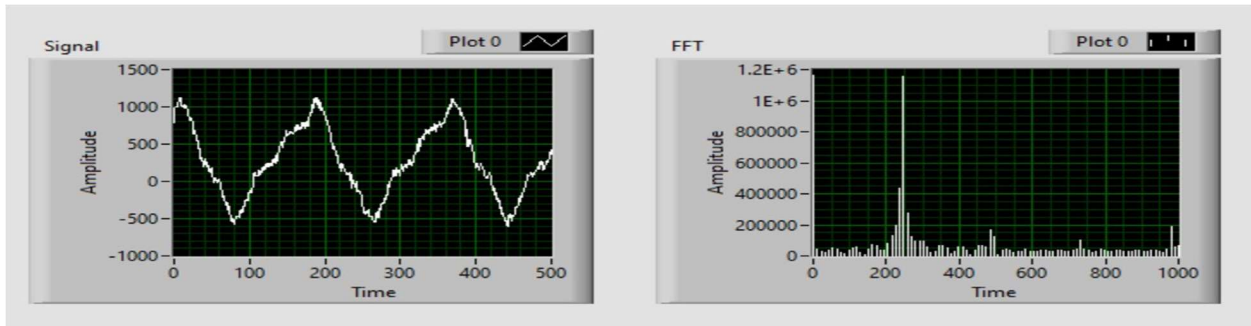 Signal
Plot 0
1500
1000
500
0
-500
-1000
Amplitude
0 100 200 300 400 500
Time
FFT
Plot 0
1.2E+6
1E+6
800000
600000
400000
200000
0
Amplitude
0 200 400 600 800 1000
Time